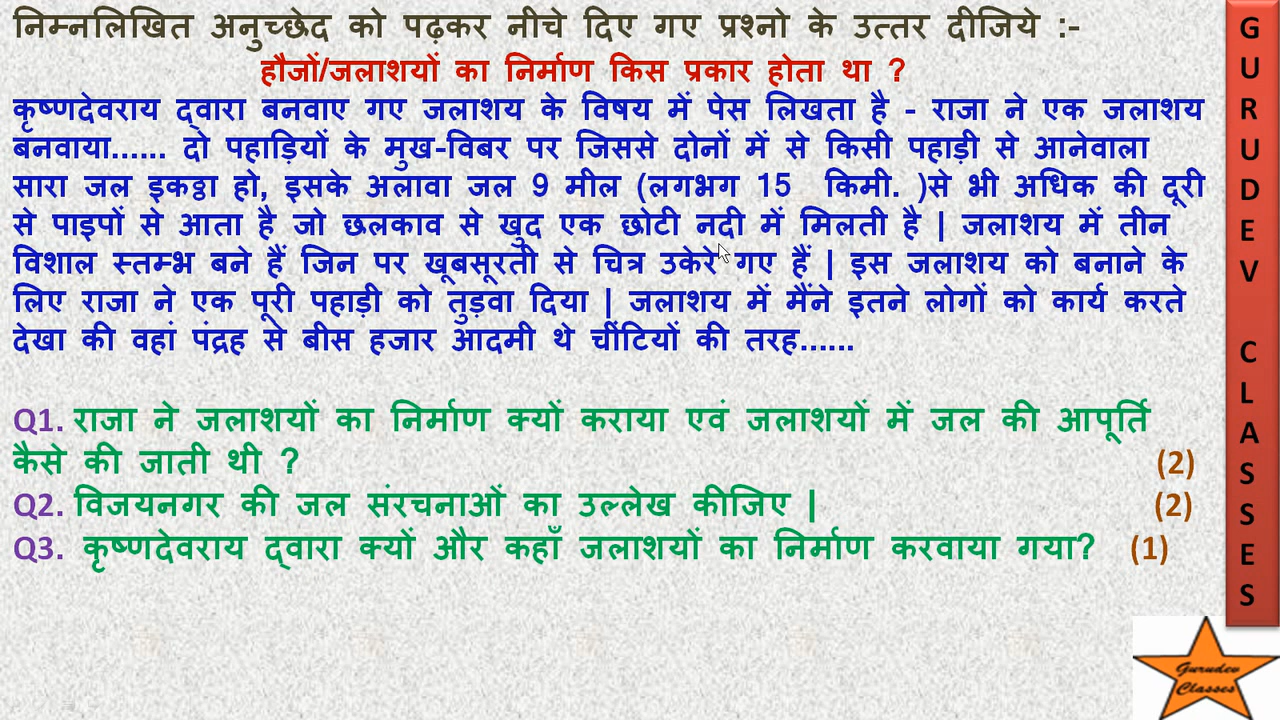 निम्नलिखित अनुच्छेद को पढ़कर नीचे दिए गए प्रश्नो के उत्तर दीजिये :-
हौजों/जलाशयों का निर्माण किस प्रकार होता था ?
कृष्णदेवराय द्वारा बनवाए गए जलाशय के विषय में पेस लिखता है - राजा ने एक जलाशय
बनवाया...... दो पहाड़ियों के मुख-विबर पर जिससे दोनों में से किसी पहाड़ी से आनेवाला
सारा जल इकठ्ठा हो, इसके अलावा जल 9 मील (लगभग 15 किमी. )से भी अधिक की दूरी
से पाइपों से आता है जो छलकाव से खुद एक छोटी नदी में मिलती है |  जलाशय में तीन
विशाल स्तम्भ बने हैं जिन पर खूबसूरती से चित्र उकेरे गए हैं | इस जलाशय को बनाने के
लिए राजा ने एक पूरी पहाड़ी को तुड़वा दिया | जलाशय में मैंने इतने लोगों को कार्य करते
देखा की वहां पंद्रह से बीस हजार आदमी थे चींटियों की तरह......
Q1. राजा ने जलाशयों का निर्माण क्यों कराया एवं जलाशयों में जल की आपूर्ति
कैसे की जाती थी ? (2)
Q2. विजयनगर की जल संरचनाओं का उल्लेख कीजिए | (2)
Q3. कृष्णदेवराय द्वारा क्यों और कहाँ जलाशयों का निर्माण करवाया गया? (1)
GURUDEV CLASSES
Gurudev
Classes